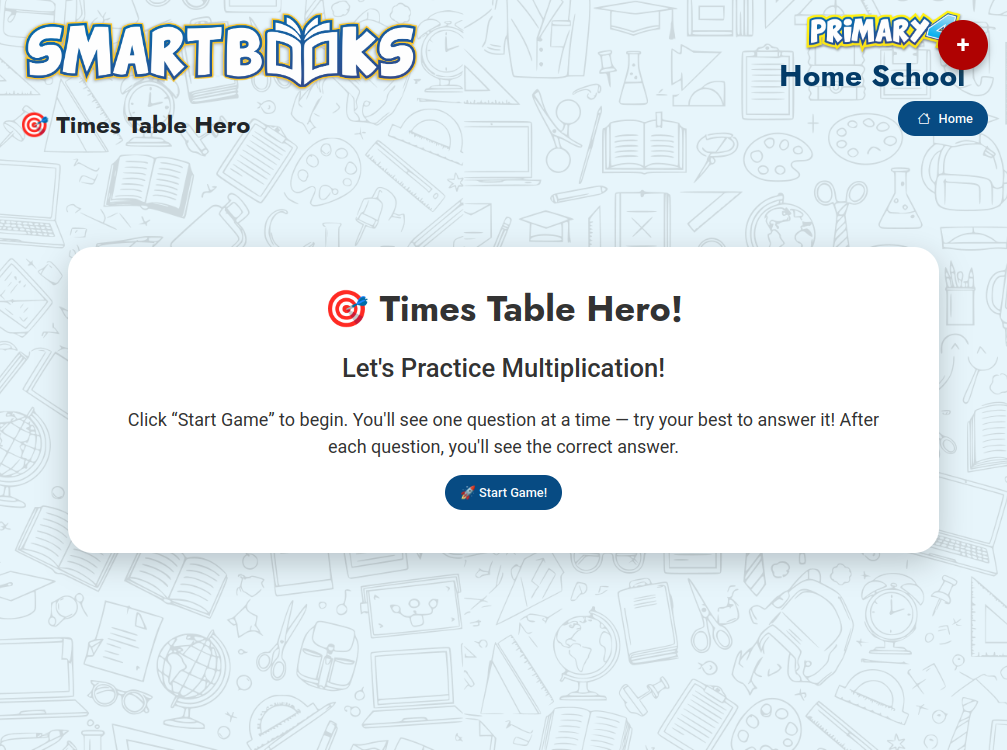 SMARTBOOKS
PRIMARY 4
+
Home School
🎯 Times Table Hero
Home
🎯 Times Table Hero!
Let's Practice Multiplication!
Click “Start Game” to begin. You'll see one question at a time — try your best to answer it! After
each question, you'll see the correct answer.
🚀 Start Game!